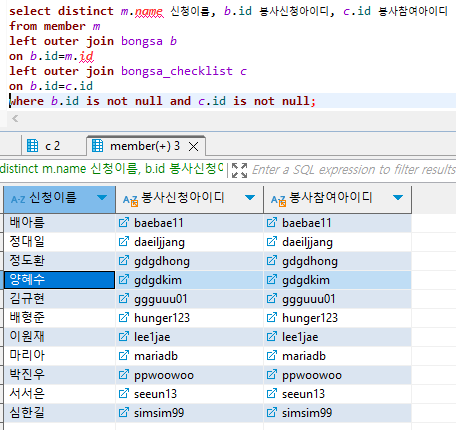 select distinct m.name 신청이름, b.id 봉사신청아이디, c.id 봉사참여아이디
from member m
left outer join bongsa b
on b.id=m.id
left outer join bongsa_checklist c
on b.id=c.id
where b.id is not null and c.id is not null;
c 2 member(+) 3
distinct m.name 신청이름, b.id 봉사신청아이 Enter a SQL expression to filter results
A-Z 신청이름 A-Z 봉사신청아이디 A-Z 봉사참여아이디
배아름 baebae11 baebae11
정대일 daeiljjang daeiljjang
정도환 gdgdhong gdgdhong
양혜수 gdgdkim gdgdkim
김규현 ggguuu01 ggguuu01
배형준 hunger123 hunger123
이원재 lee1jae lee1jae
마리아 mariadb mariadb
박진우 ppwoowoo ppwoowoo
서서은 seeun13 seeun13
심한길 simsim99 simsim99